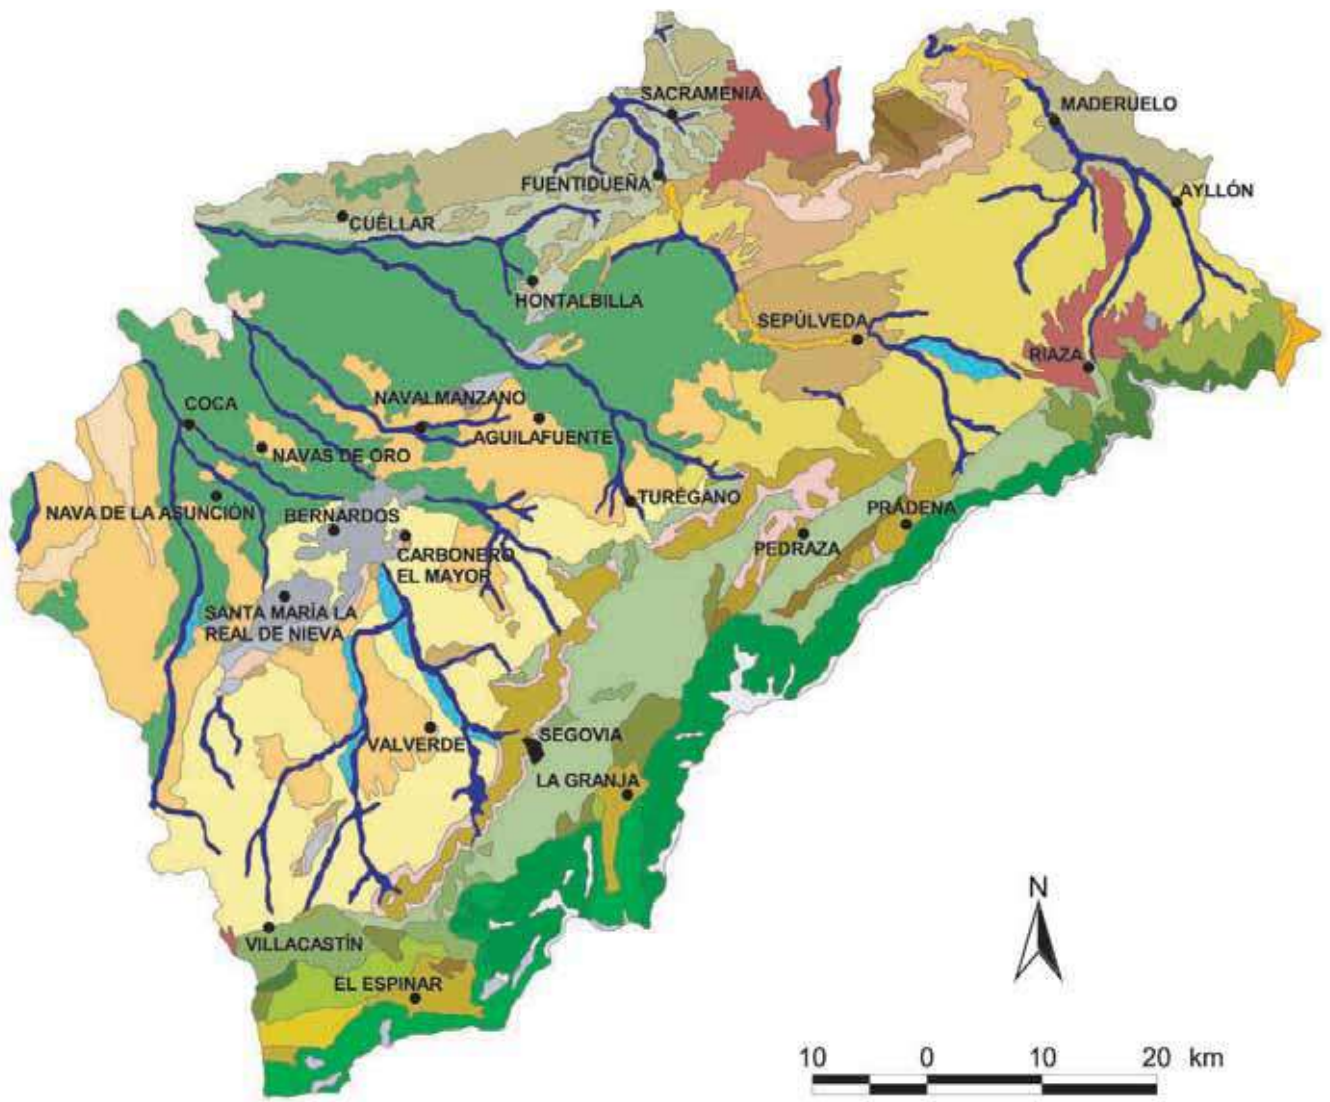 SACRAMENIA
MADERUELO
FUENTIDUEÑA
AYLLÓN
CUÉLLAR
HONTALBILLA
SEPÚLVEDA
RIAZA
NAVALMANZANO
COCA
AGUILAFUENTE
NAVAS DE ORO
TURÉGANO
NAVA DE LA ASUNCIÓN
BERNARDOS
PRÁDENA
CARBONERO
EL MAYOR
PEDRAZA
SANTA MARÍA LA
REAL DE NIEVA
SEGOVIA
VALVERDE
LA GRANJA
N
VILLACASTÍN
EL ESPINAR
10 0 10 20 km